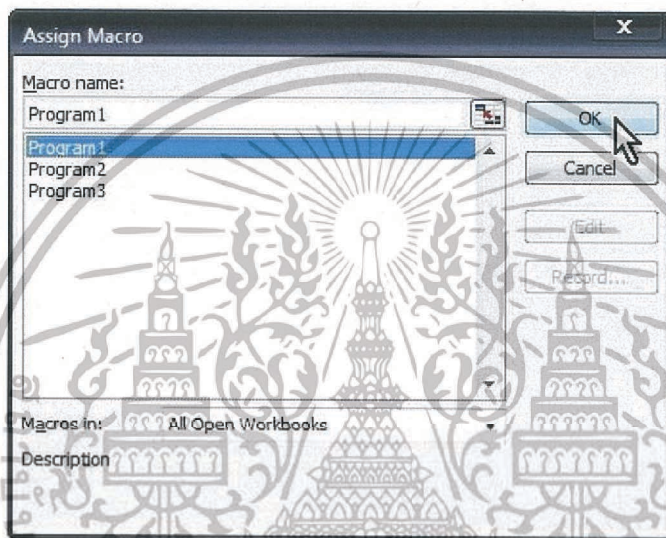 Assign Macro
X
Macro name:
Program1
OK
Program1
Program2
Program3
Cancel
Edit
Record...
Macros in: All Open Workbooks
Description